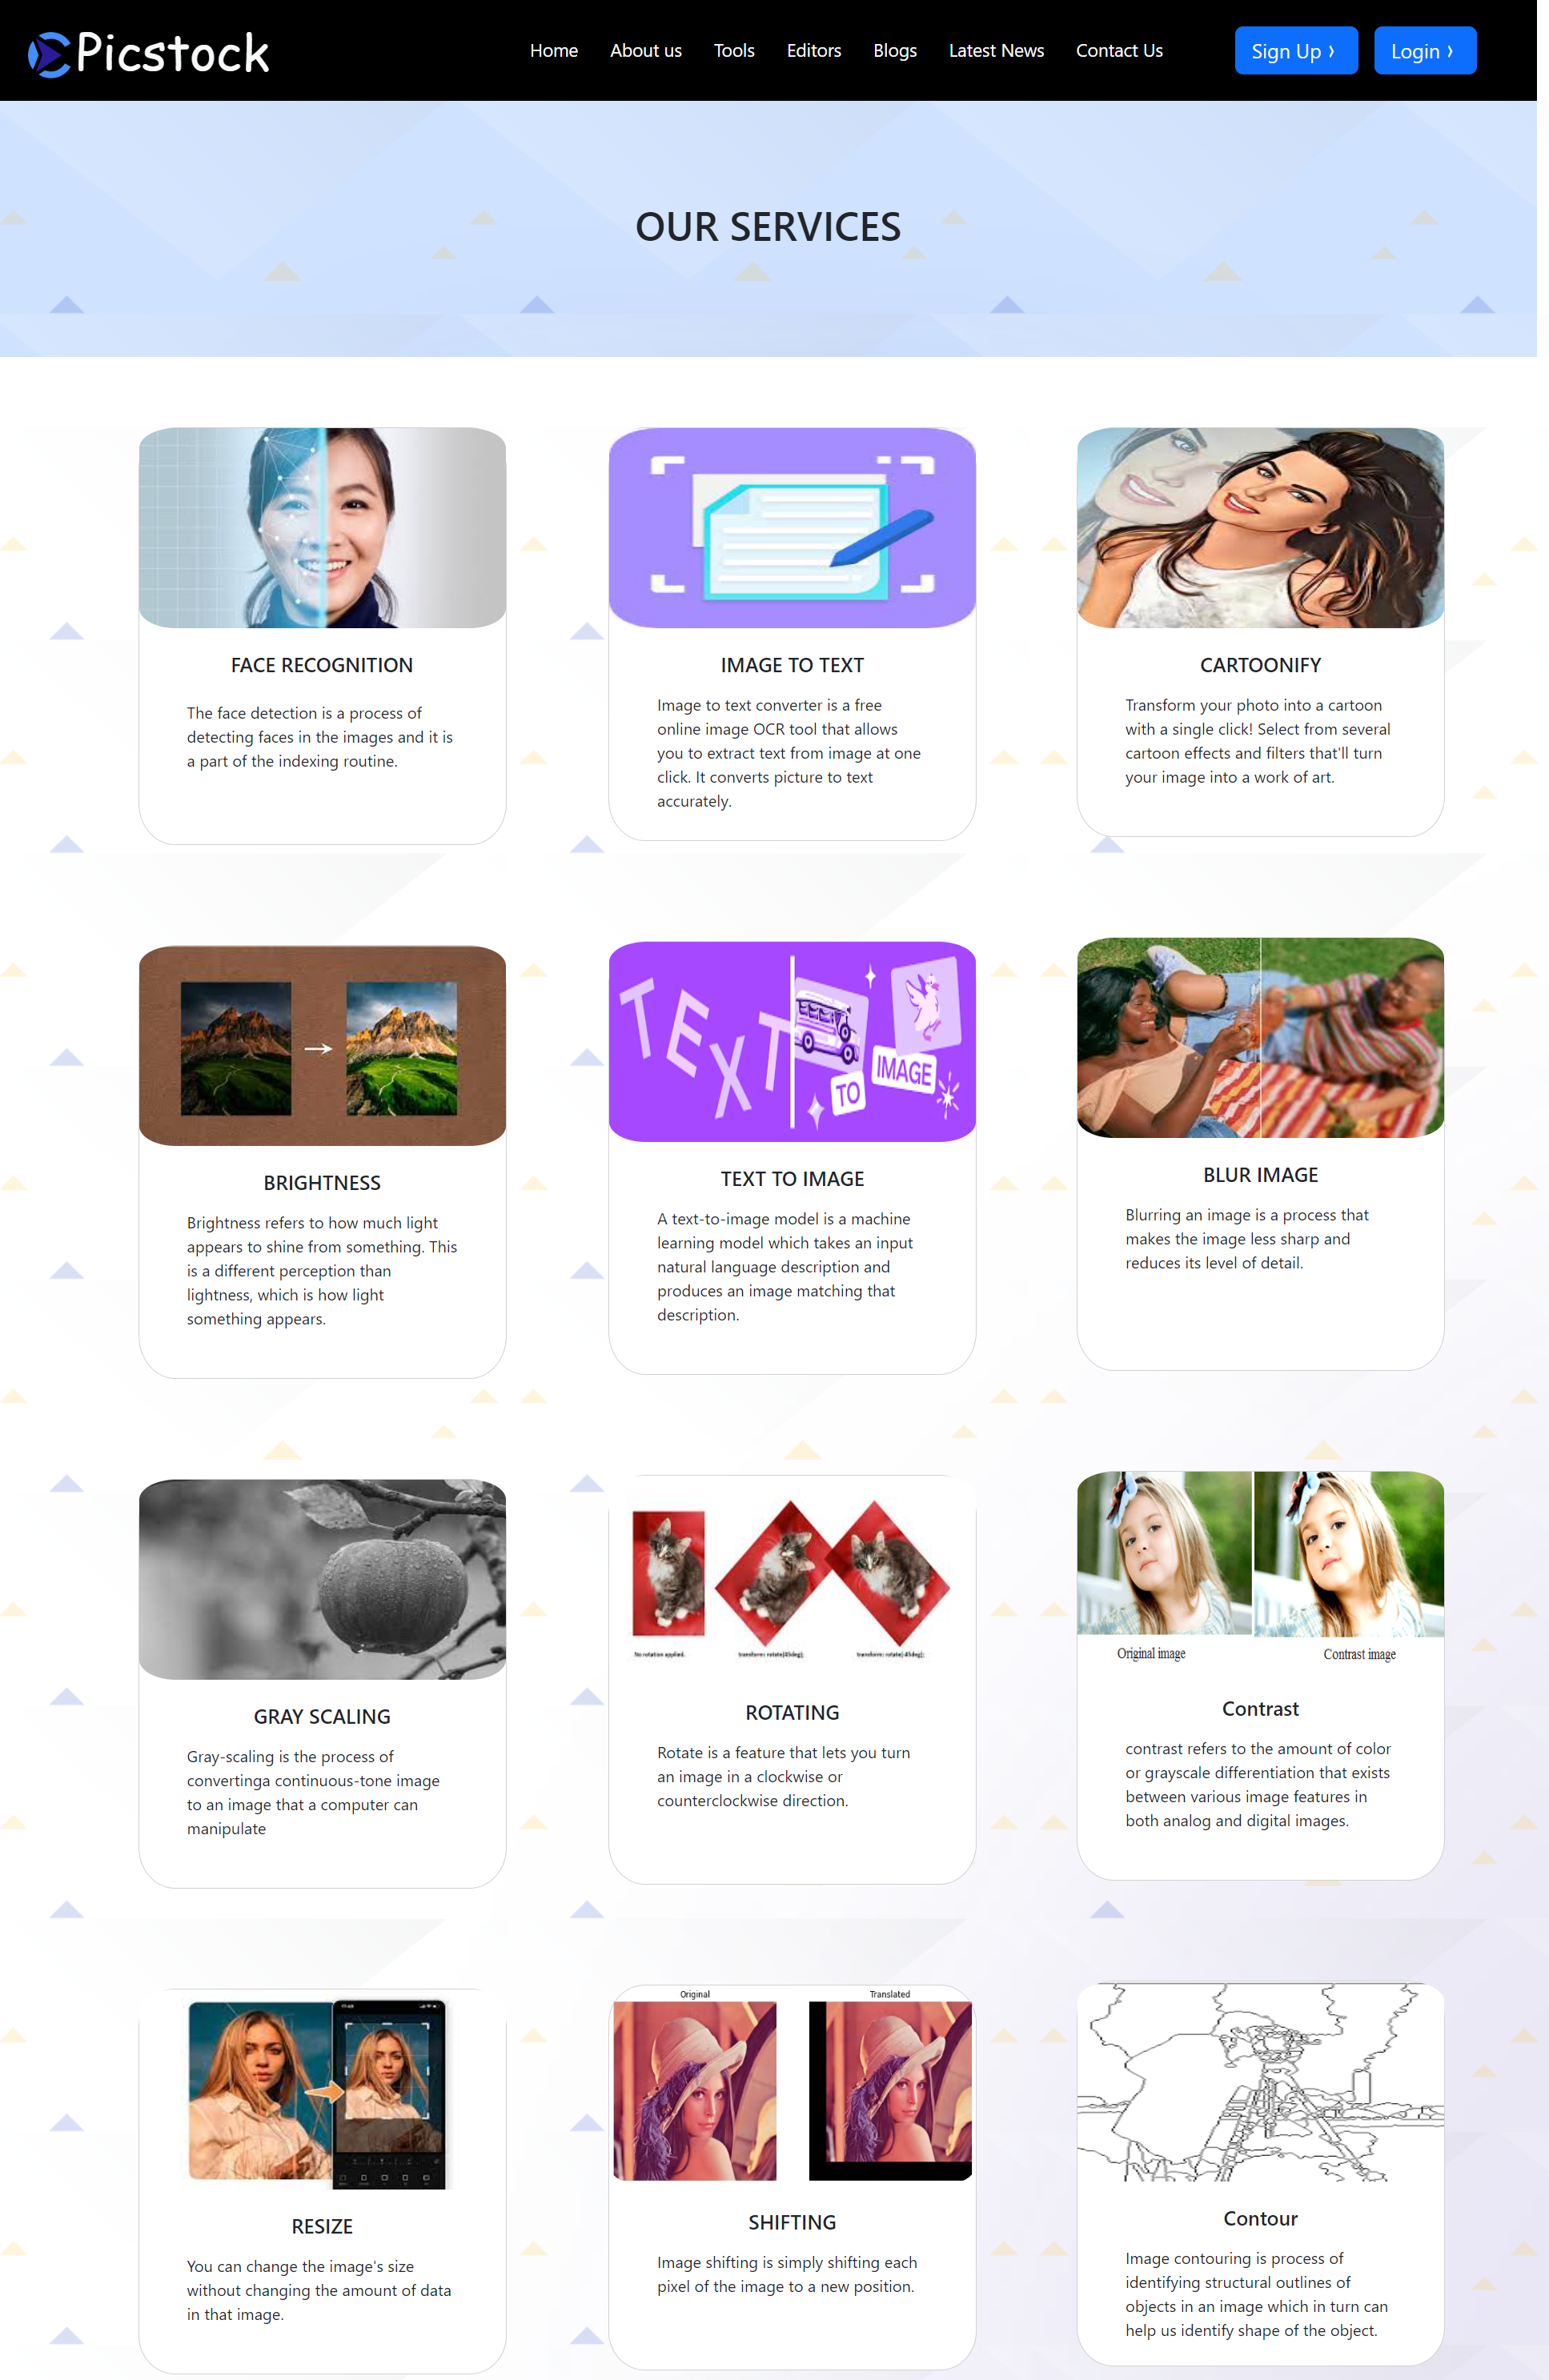 Picstock
Home About us Tools Editors Blogs Latest News Contact Us Sign Up › Login ›
OUR SERVICES
FACE RECOGNITION
The face detection is a process of
detecting faces in the images and it is
a part of the indexing routine.
IMAGE TO TEXT
Image to text converter is a free
online image OCR tool that allows
you to extract text from image at one
click. It converts picture to text
accurately.
CARTOONIFY
Transform your photo into a cartoon
with a single click! Select from several
cartoon effects and filters that'll turn
your image into a work of art.
BRIGHTNESS
Brightness refers to how much light
appears to shine from something. This
is a different perception than
lightness, which is how light
something appears.
TEXT
TO
IMAGE
TEXT TO IMAGE
A text-to-image model is a machine
learning model which takes an input
natural language description and
produces an image matching that
description.
BLUR IMAGE
Blurring an image is a process that
makes the image less sharp and
reduces its level of detail.
GRAY SCALING
Gray-scaling is the process of
convertinga continuous-tone image
to an image that a computer can
manipulate
No rotation applied. transform: rotate(45deg); transform: rotate(-45deg);
ROTATING
Rotate is a feature that lets you turn
an image in a clockwise or
counterclockwise direction.
Original image Contrast image
Contrast
contrast refers to the amount of color
or grayscale differentiation that exists
between various image features in
both analog and digital images.
RESIZE
You can change the image's size
without changing the amount of data
in that image.
Original Translated
SHIFTING
Image shifting is simply shifting each
pixel of the image to a new position.
Contour
Image contouring is process of
identifying structural outlines of
objects in an image which in turn can
help us identify shape of the object.